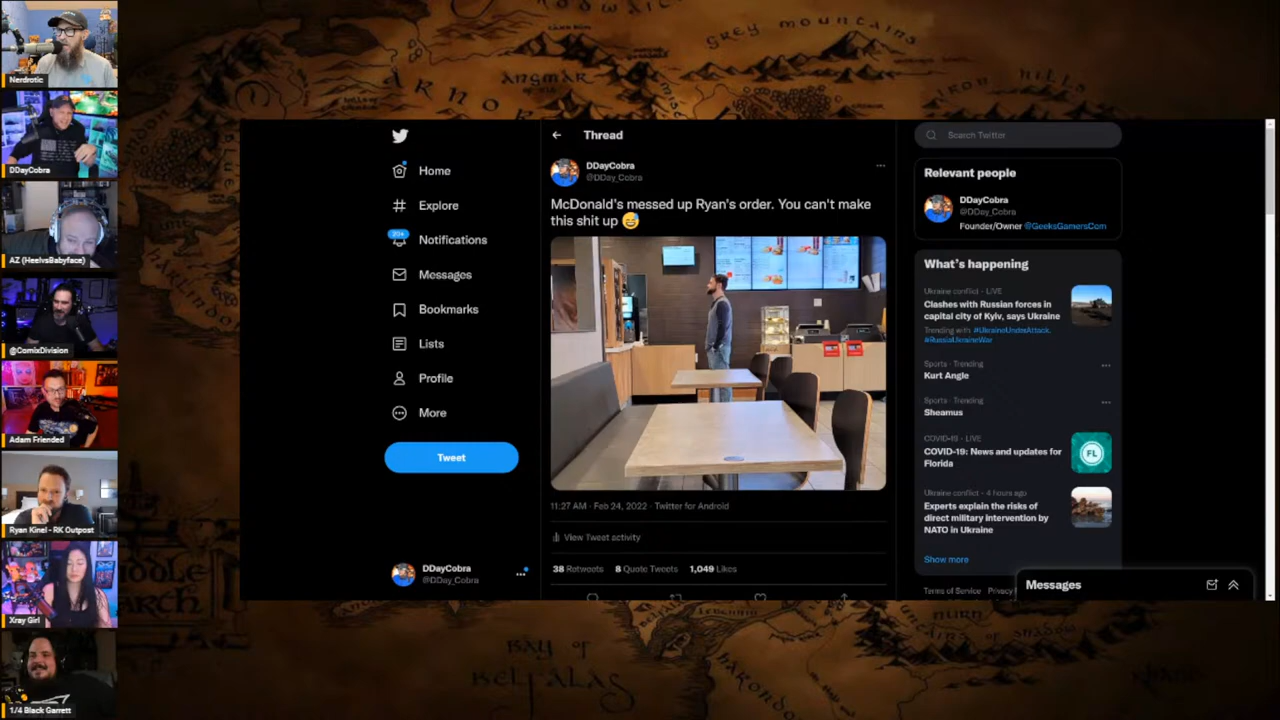 Nerdrotic
DDayCobra
AZ (HeelvsBabyface)
@ComixDivision
Adam Friended
Ryan Kinel - RK Outpost
Xray Girl
1/4 Black Garrett
GREY MOUNTAINS
ANGMAR
IRON HILLS
BAY OF
BELFALAS
Home
Explore
20+
Notifications
Messages
Bookmarks
Lists
Profile
More
Tweet
DDayCobra
@DDay_Cobra
Thread
DDayCobra
@DDay_Cobra
McDonald's messed up Ryan's order. You can't make
this shit up
11:27 AM · Feb 24, 2022 · Twitter for Android
View Tweet activity
38 Retweets 8 Quote Tweets 1,049 Likes
Search Twitter
Relevant people
DDayCobra
@DDay_Cobra
Founder/Owner @GeeksGamersCom
What's happening
Ukraine conflict · LIVE
Clashes with Russian forces in
capital city of Kyiv, says Ukraine
Trending with #UkraineUnderAttack,
#RussiaUkraineWar
Sports · Trending
Kurt Angle
Sports · Trending
Sheamus
COVID-19 · LIVE
COVID-19: News and updates for
Florida
FL
Ukraine conflict · 4 hours ago
Experts explain the risks of
direct military intervention by
NATO in Ukraine
Show more
Terms of Service Privacy
Messages